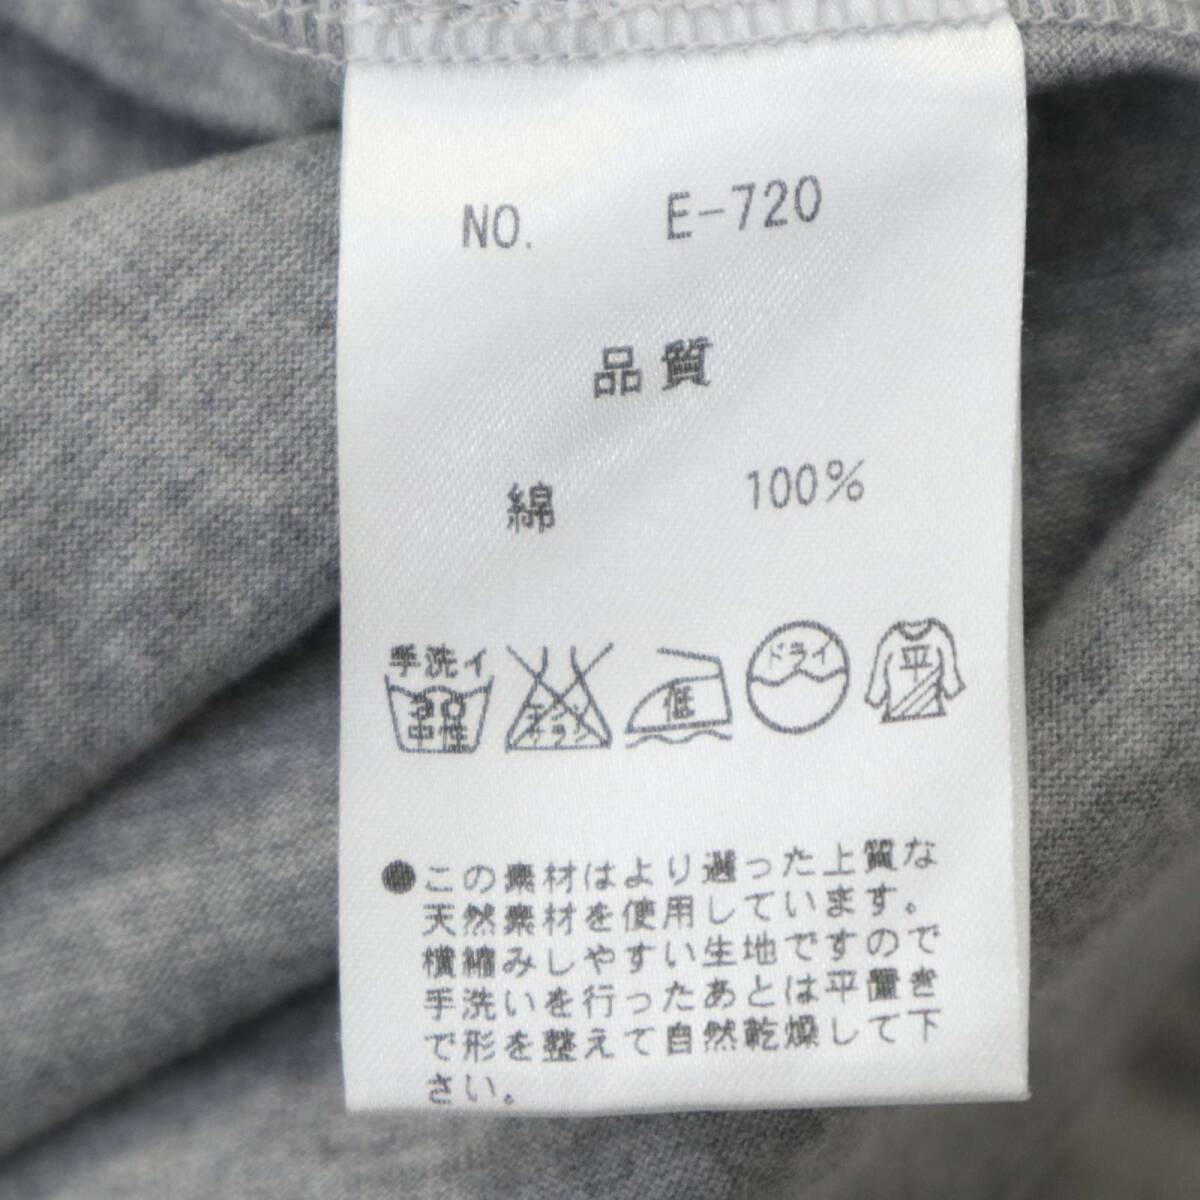 NO. E-720
品質
綿 100%
手洗イ 中性 エンソサラシ 低 ドライ 平
●この素材はより選った上質な
天然素材を使用しています。
横縮みしやすい生地ですので
手洗いを行ったあとは平置き
で形を整えて自然乾燥して下
さい。